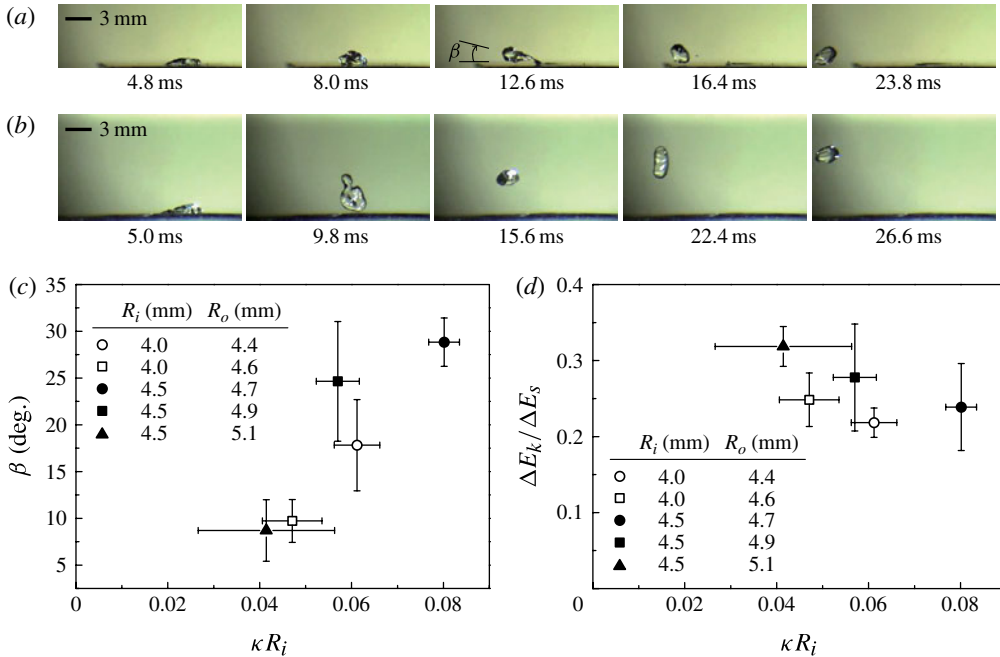 (a)
3 mm
β
4.8 ms 8.0 ms 12.6 ms 16.4 ms 23.8 ms
(b)
3 mm
5.0 ms 9.8 ms 15.6 ms 22.4 ms 26.6 ms
(c)
35
30
25
20
15
10
5
0 0.02 0.04 0.06 0.08
β (deg.)
κR_i
R_i (mm) R_o (mm)
4.0 4.4
4.0 4.6
4.5 4.7
4.5 4.9
4.5 5.1
(d)
0.4
0.3
0.2
0.1
0 0.02 0.04 0.06 0.08
ΔE_k/ΔE_s
κR_i
R_i (mm) R_o (mm)
4.0 4.4
4.0 4.6
4.5 4.7
4.5 4.9
4.5 5.1